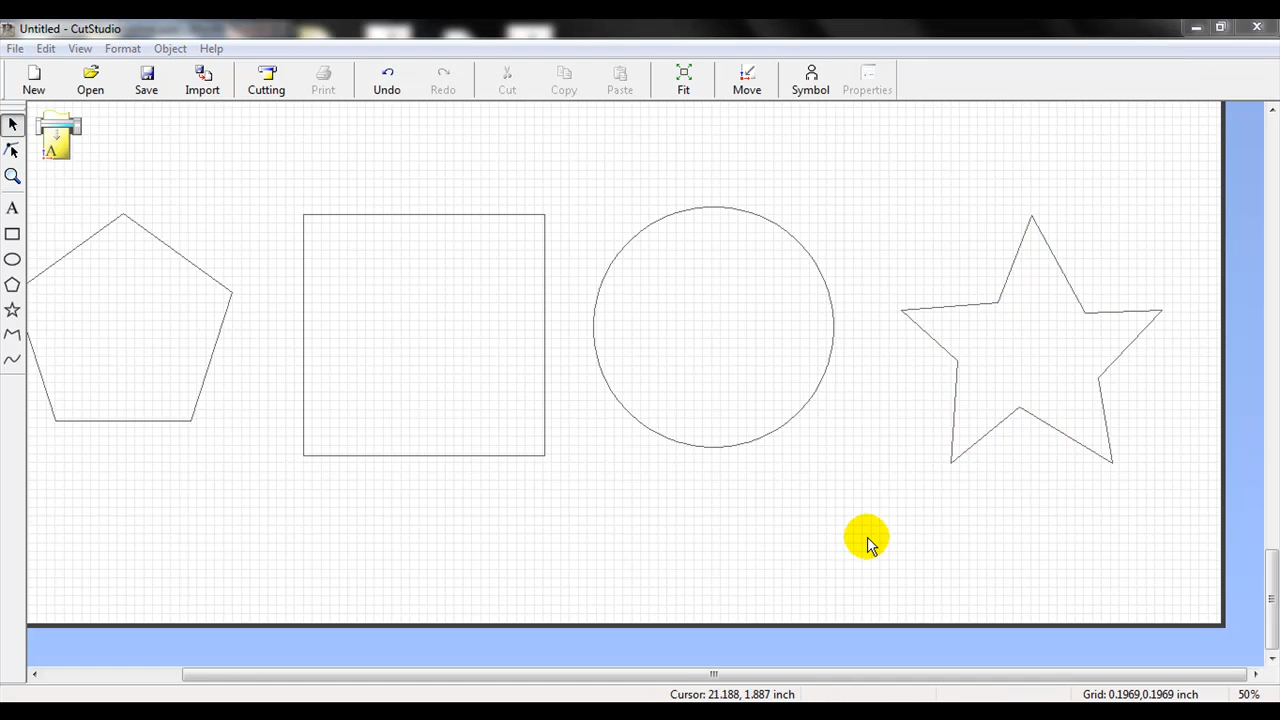 Untitled - CutStudio
File Edit View Format Object Help
New Open Save Import Cutting Print Undo Redo Cut Copy Paste Fit Move Symbol Properties
A
A
Cursor: 21.188, 1.887 inch Grid: 0.1969,0.1969 inch 50%